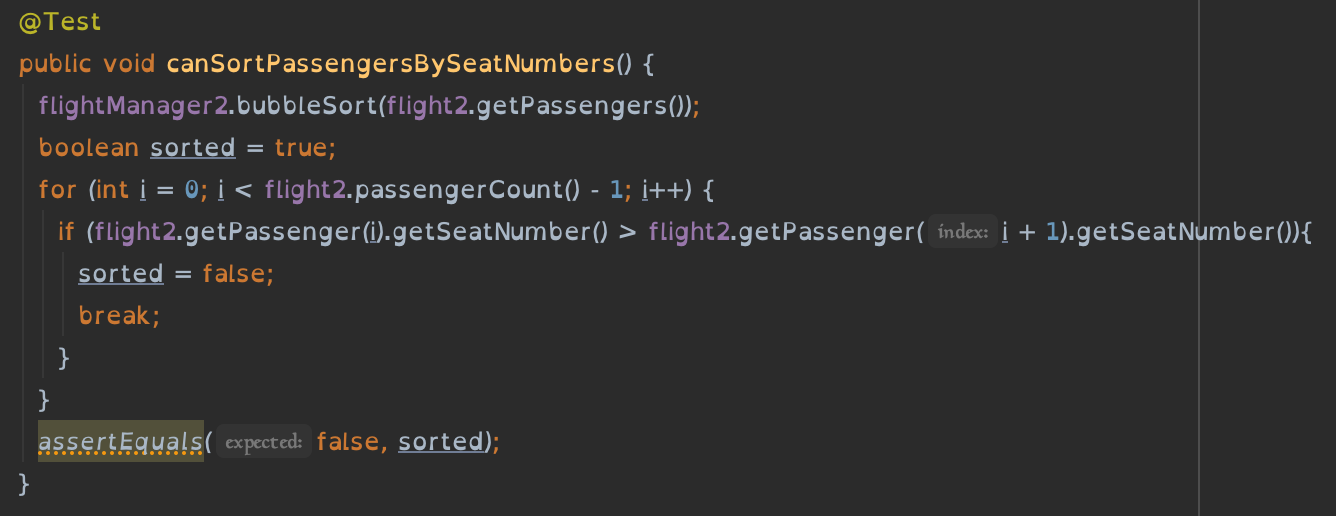 @Test
public void canSortPassengersBySeatNumbers() {
flightManager2.bubbleSort(flight2.getPassengers());
boolean sorted = true;
for (int i = 0; i < flight2.passengerCount() - 1; i++) {
if (flight2.getPassenger(i).getSeatNumber() > flight2.getPassenger( index: i + 1).getSeatNumber()){
sorted = false;
break;
}
}
assertEquals( expected: false, sorted);
}